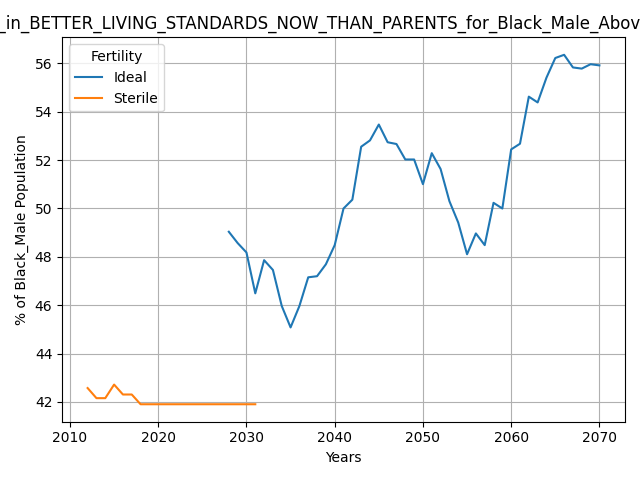 _in_BETTER_LIVING_STANDARDS_NOW_THAN_PARENTS_for_Black_Male_Abov
Fertility
Ideal
Sterile
% of Black_Male Population
56
54
52
50
48
46
44
42
2010 2020 2030 2040 2050 2060 2070
Years